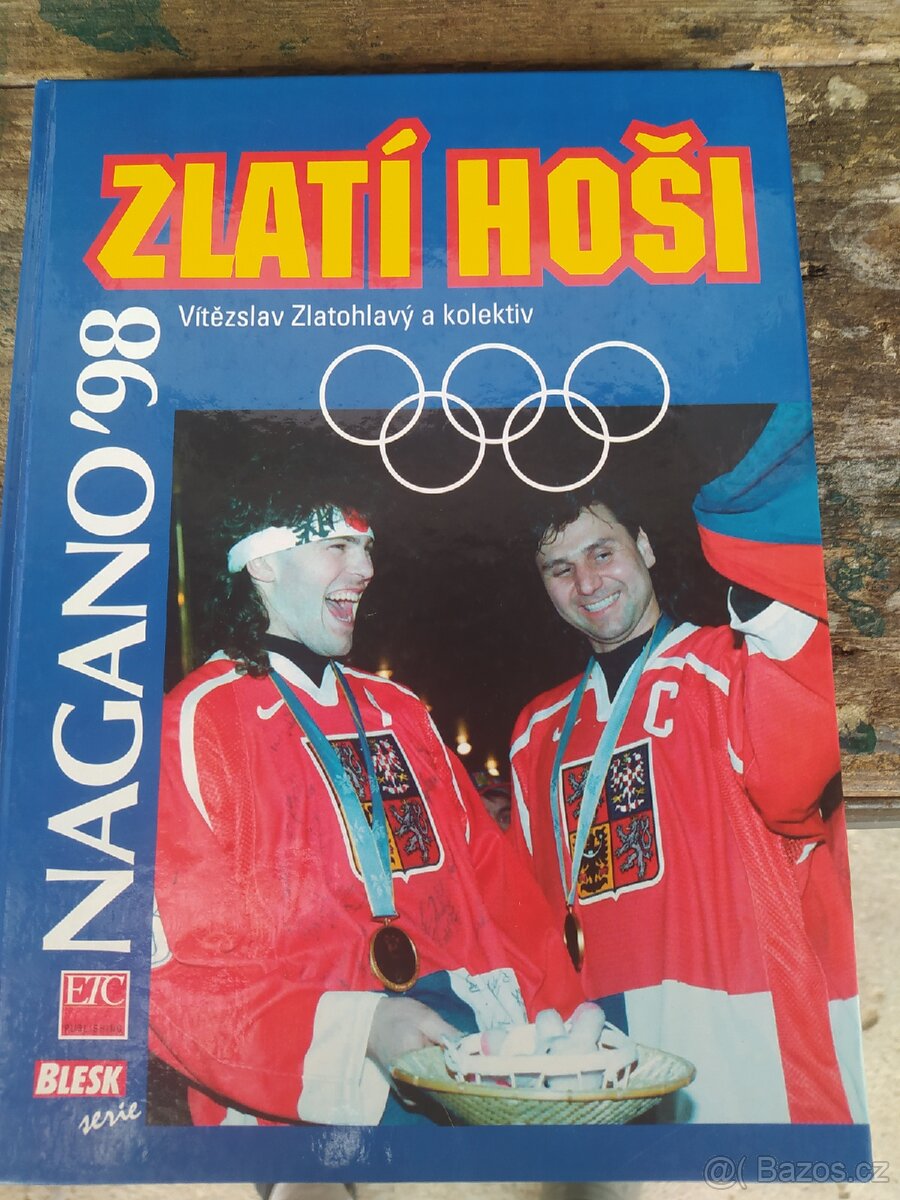 ZLATÍ HOŠI
Vítězslav Zlatohlavý a kolektiv
NAGANO '98
C
ETC
PUBLISHING
BLESK
serie
@( Bazos.cz